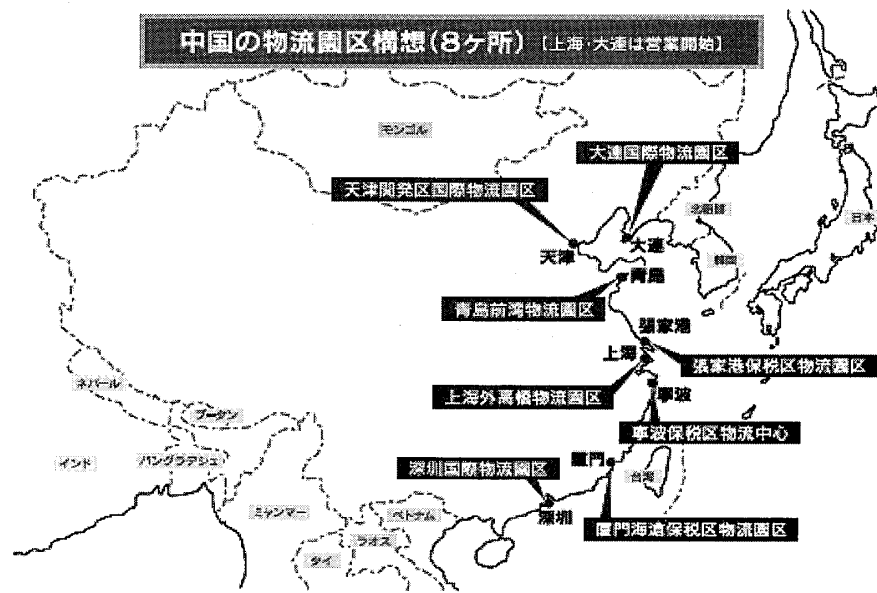 中国の物流園区構想(8ヶ所) 【上海・大連は営業開始】
モンゴル
大連国際物流園区
天津開発区国際物流園区
北朝鮮
日本
大連
天津
韓国
青島
青島前湾物流園区
張家港
上海
張家港保税区物流園区
ネパール
上海外高橋物流園区
寧波
ブータン
寧波保税区物流中心
インド
バングラデシュ
深圳国際物流園区
厦門
台湾
ミャンマー
ベトナム
深圳
厦門海滄保税区物流園区
ラオス
タイ